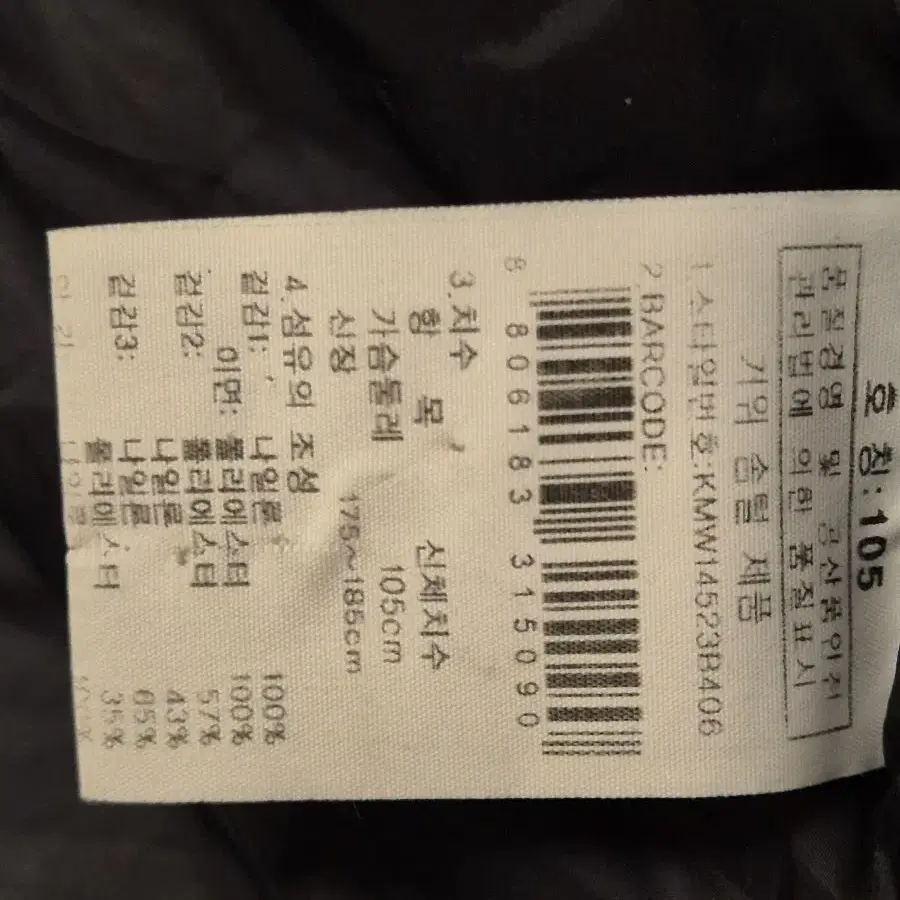 호 칭: 105
품질경영 및 공산품안전
관리법에 의한 품질표시
거위 솜털 제품
1.스타일번호:KMW14523B406
2.BARCODE:
8 806183 315090
3.치수
항 목 신체치수
가슴둘레 105cm
신장 175~185cm
4.섬유의 조성
겉감1: 나일론 100%
이면: 폴리에스터 100%
겉감2: 폴리에스터 57%
나일론 43%
겉감3: 나일론 65%
폴리에스터 35%